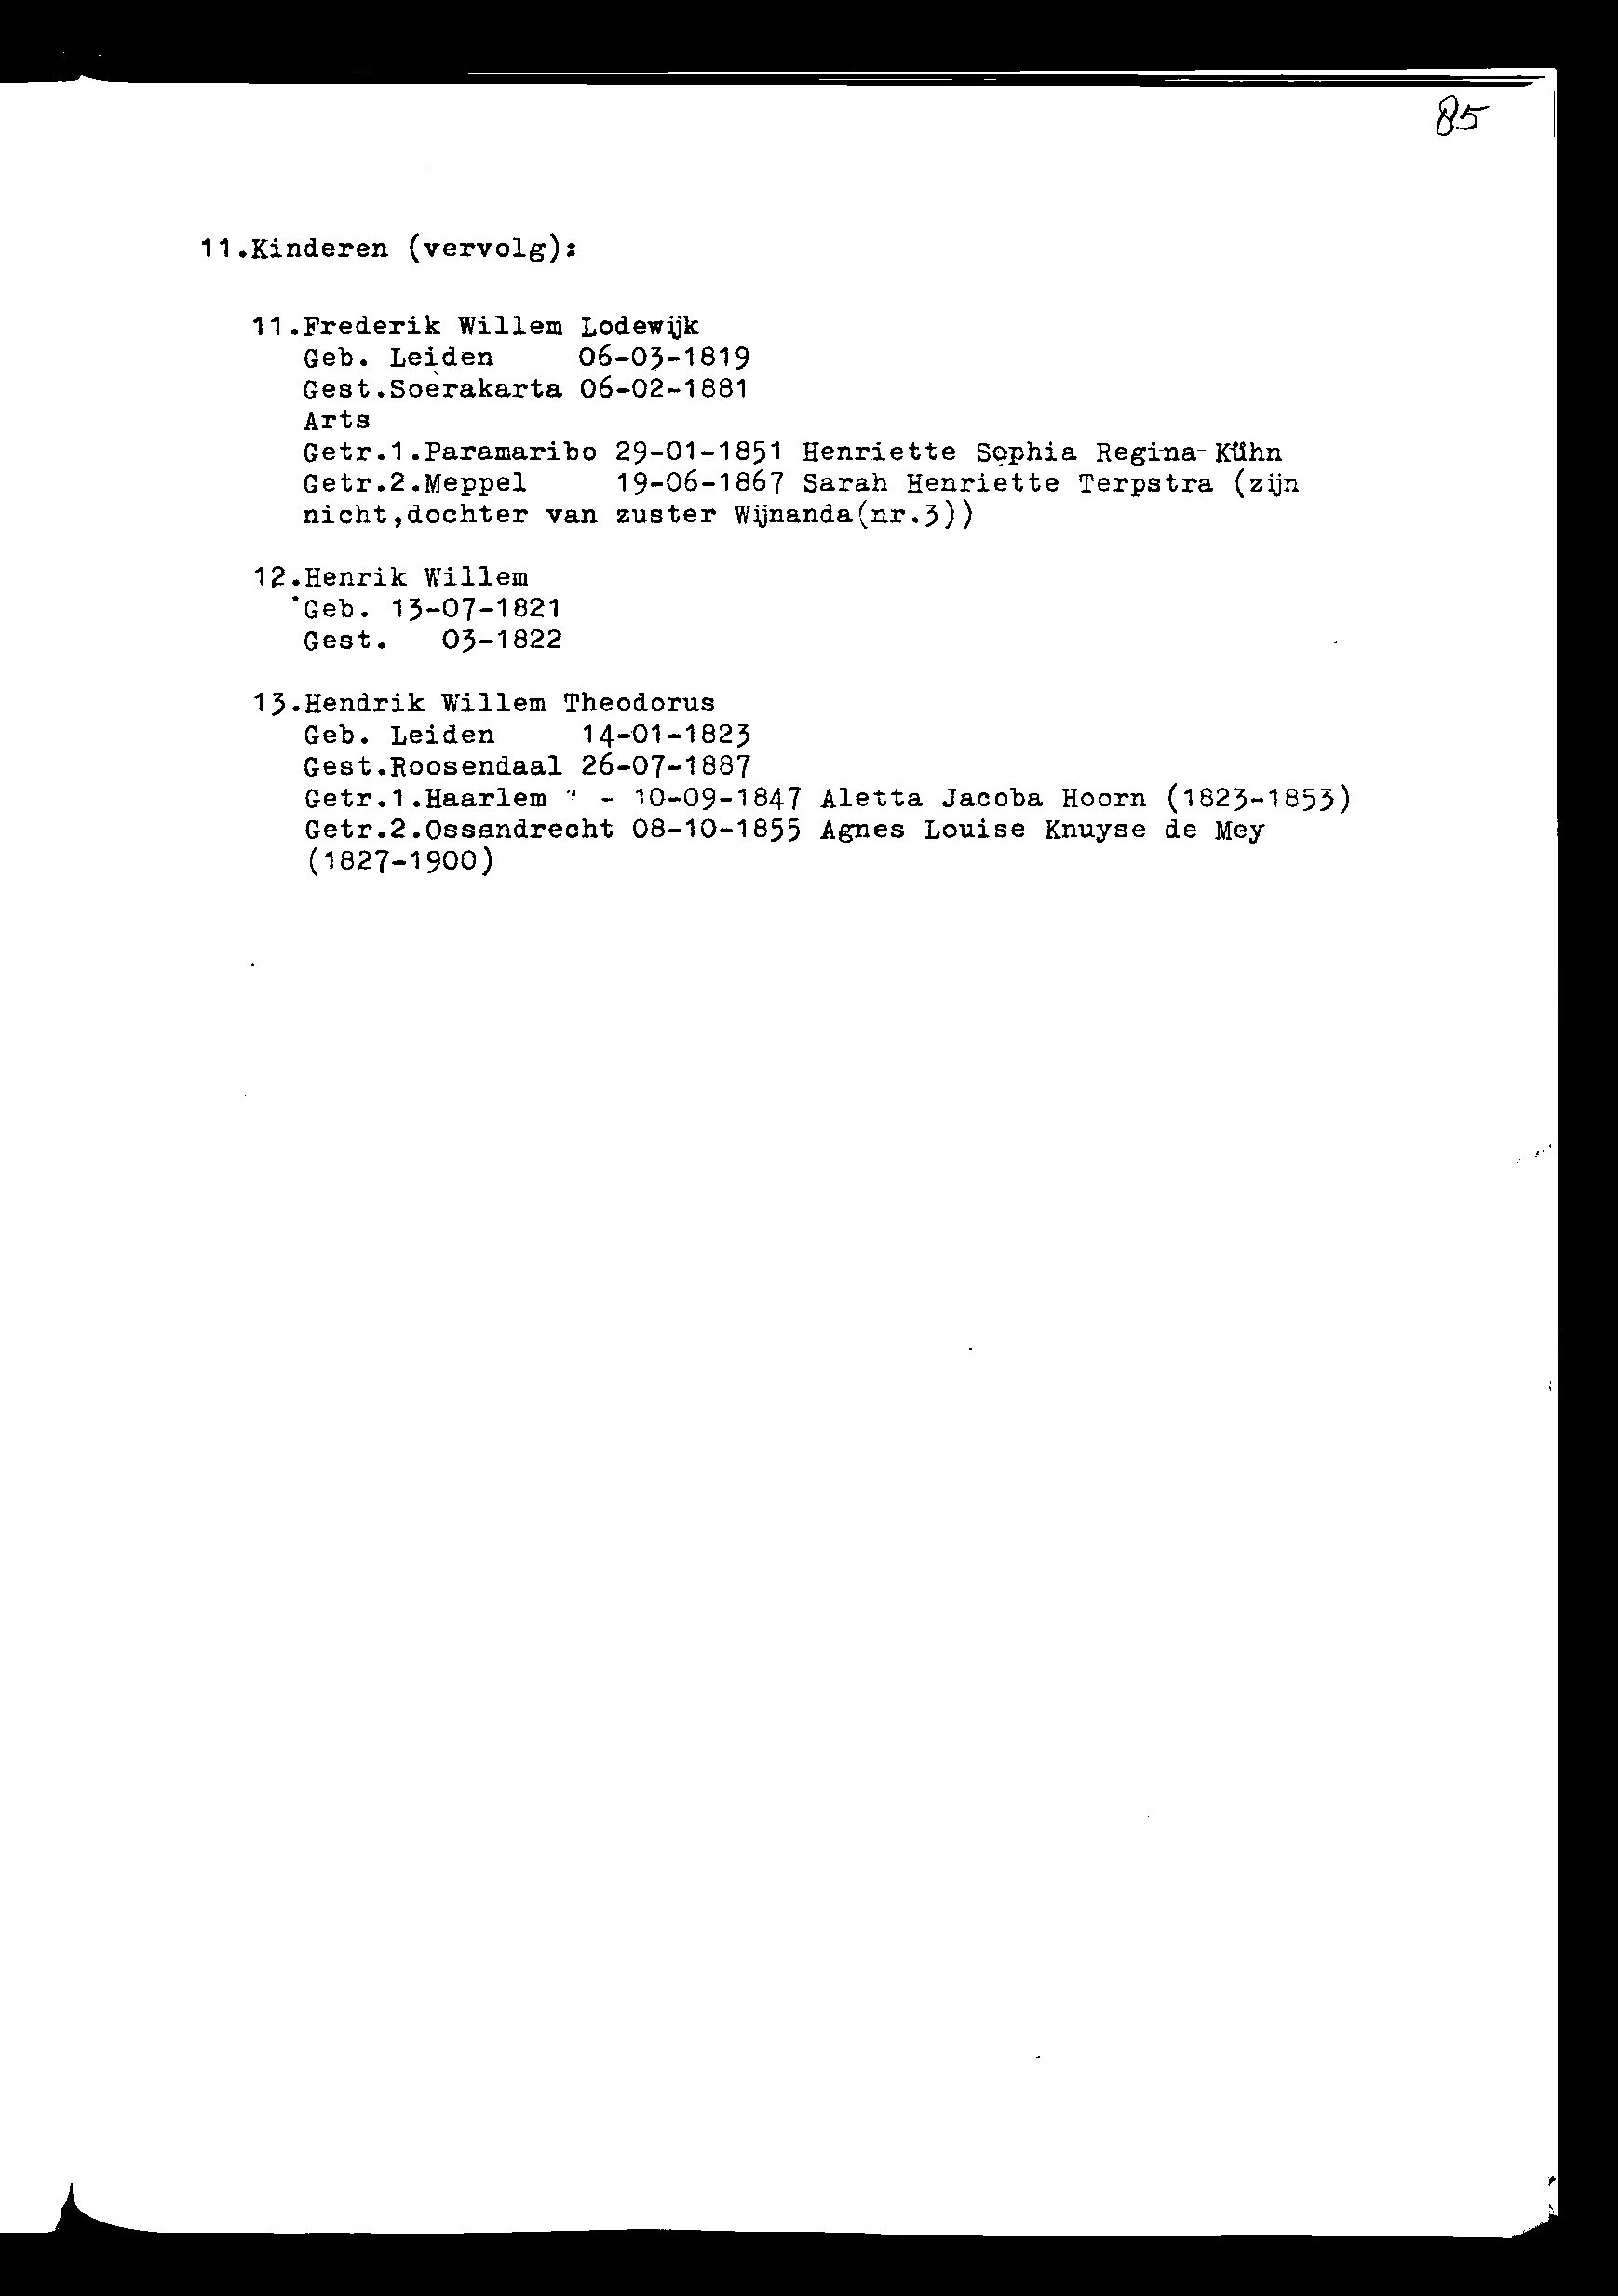 85
11.Kinderen (vervolg):
11.Frederik Willem Lodewijk
Geb. Leiden 06-03-1819
Gest.Soerakarta 06-02-1881
Arts
Getr.1.Paramaribo 29-01-1851 Henriette Sophia Regina Kühn
Getr.2.Meppel 19-06-1867 Sarah Henriette Terpstra (zijn
nicht,dochter van zuster Wijnanda(nr.3))
12.Henrik Willem
Geb. 13-07-1821
Gest. 03-1822
13.Hendrik Willem Theodorus
Geb. Leiden 14-01-1823
Gest.Roosendaal 26-07-1887
Getr.1.Haarlem - 10-09-1847 Aletta Jacoba Hoorn (1823-1853)
Getr.2.Ossandrecht 08-10-1855 Agnes Louise Knuyse de Mey
(1827-1900)